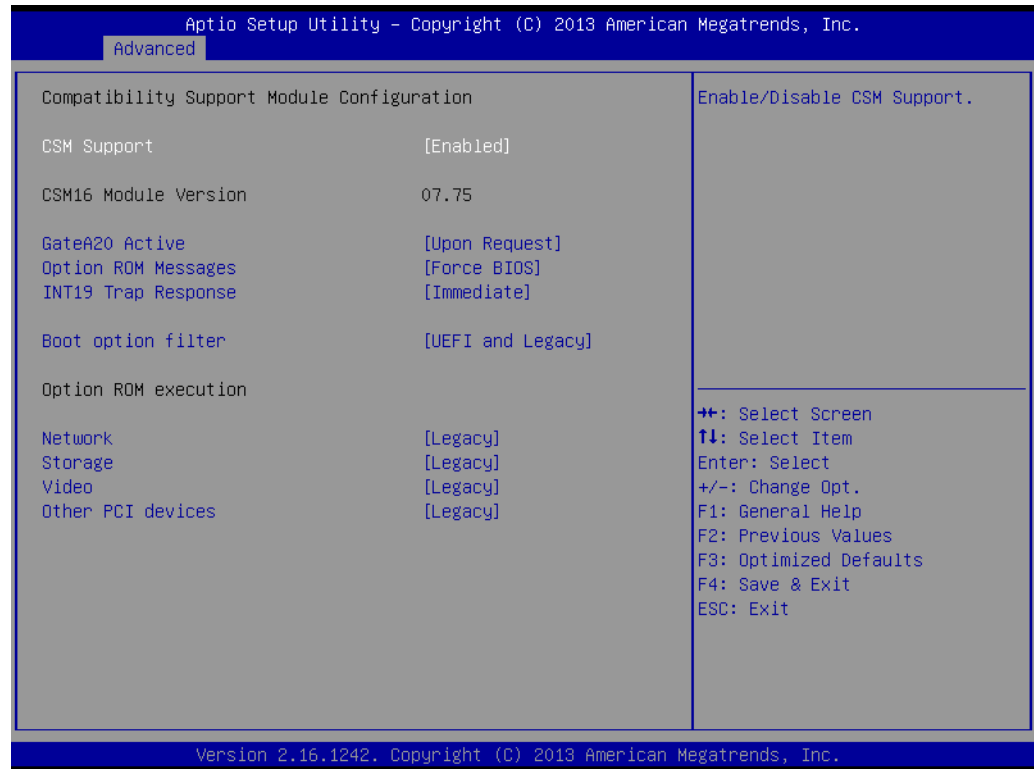 Aptio Setup Utility – Copyright (C) 2013 American Megatrends, Inc.
Advanced
Compatibility Support Module Configuration
CSM Support [Enabled]
CSM16 Module Version 07.75
GateA20 Active [Upon Request]
Option ROM Messages [Force BIOS]
INT19 Trap Response [Immediate]
Boot option filter [UEFI and Legacy]
Option ROM execution
Network [Legacy]
Storage [Legacy]
Video [Legacy]
Other PCI devices [Legacy]
Enable/Disable CSM Support.
→←: Select Screen
↑↓: Select Item
Enter: Select
+/-: Change Opt.
F1: General Help
F2: Previous Values
F3: Optimized Defaults
F4: Save & Exit
ESC: Exit
Version 2.16.1242. Copyright (C) 2013 American Megatrends, Inc.